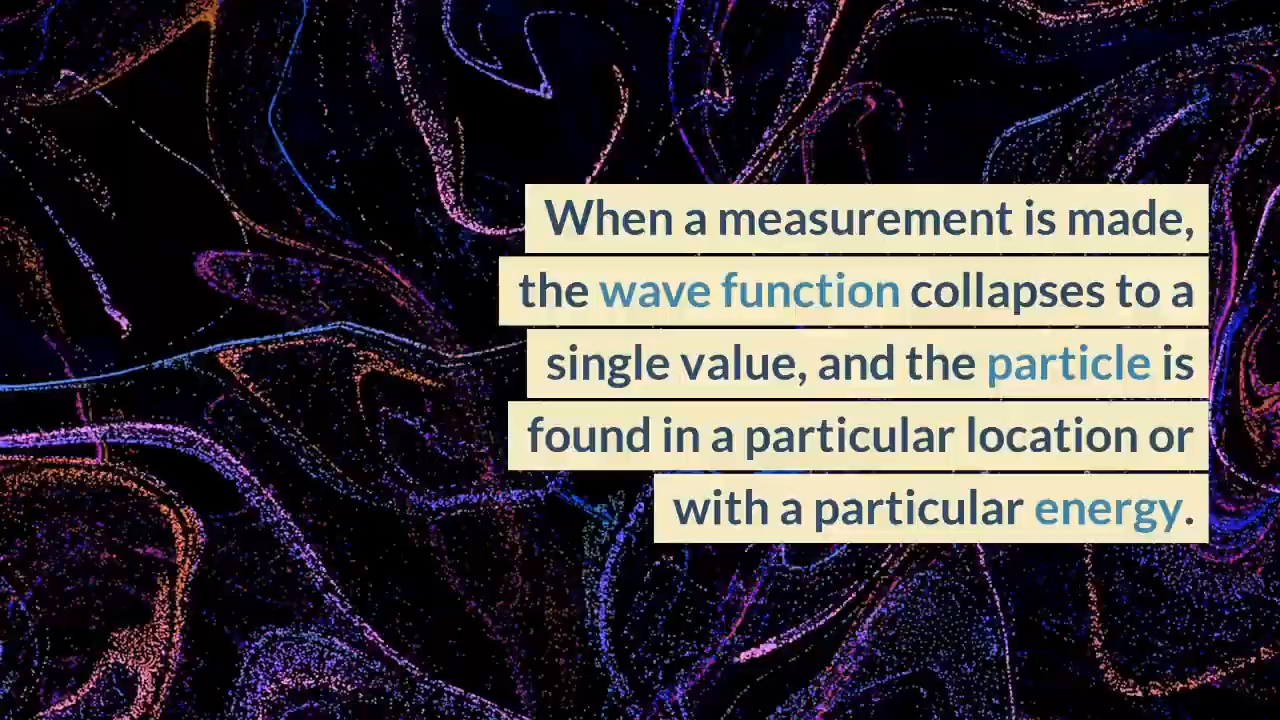 When a measurement is made,
the wave function collapses to a
single value, and the particle is
found in a particular location or
with a particular energy.